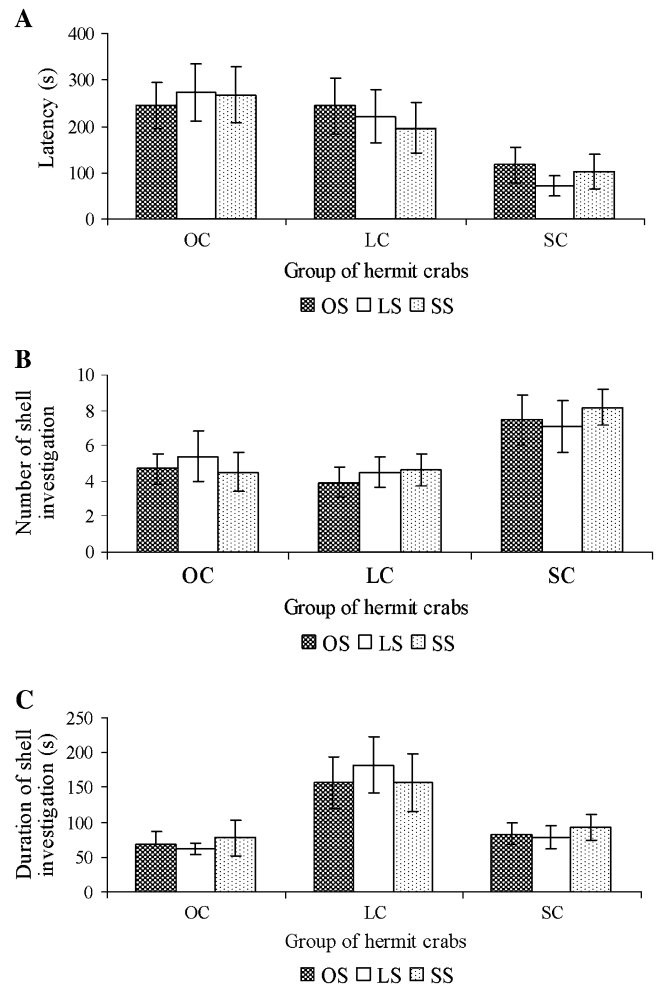 A
Latency (s)
400
300
200
100
0
OC LC SC
Group of hermit crabs
OS LS SS
B
Number of shell
investigation
10
8
6
4
2
0
OC LC SC
Group of hermit crabs
OS LS SS
C
Duration of shell
investigation (s)
250
200
150
100
50
0
OC LC SC
Group of hermit crabs
OS LS SS